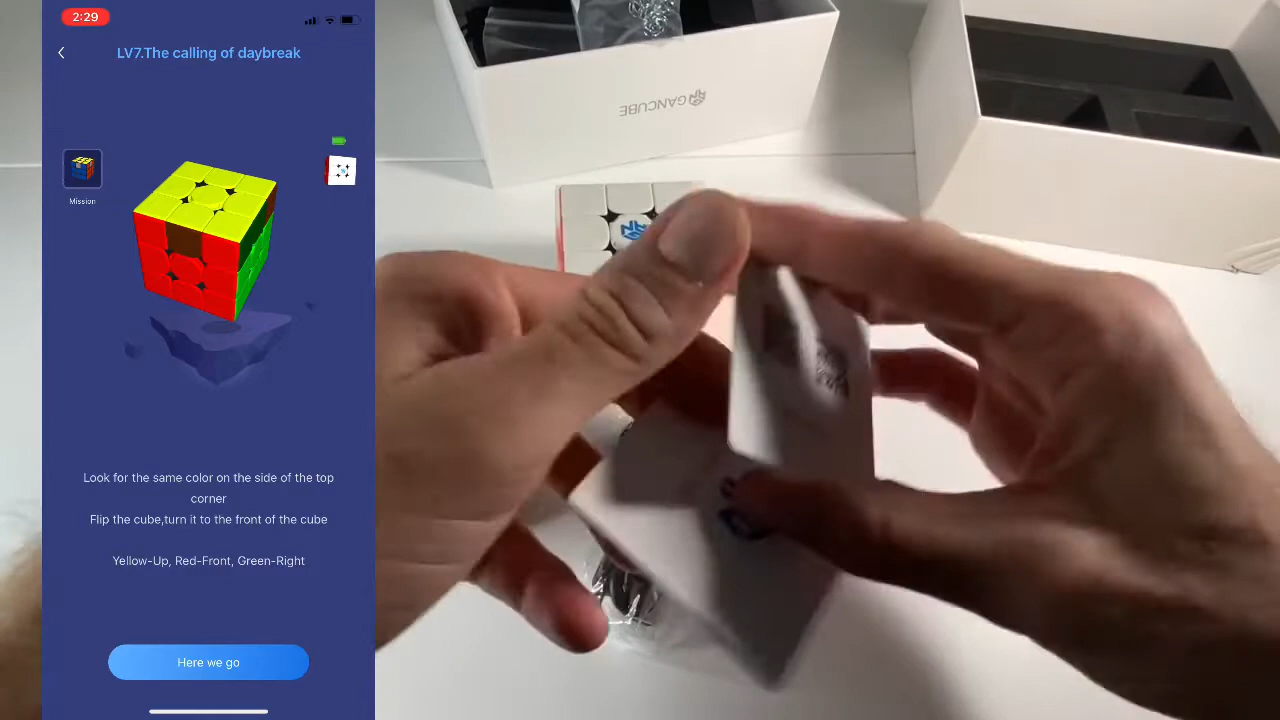 2:29
LV7.The calling of daybreak
Mission
Look for the same color on the side of the top
corner
Flip the cube,turn it to the front of the cube
Yellow-Up, Red-Front, Green-Right
Here we go
GANCUBE